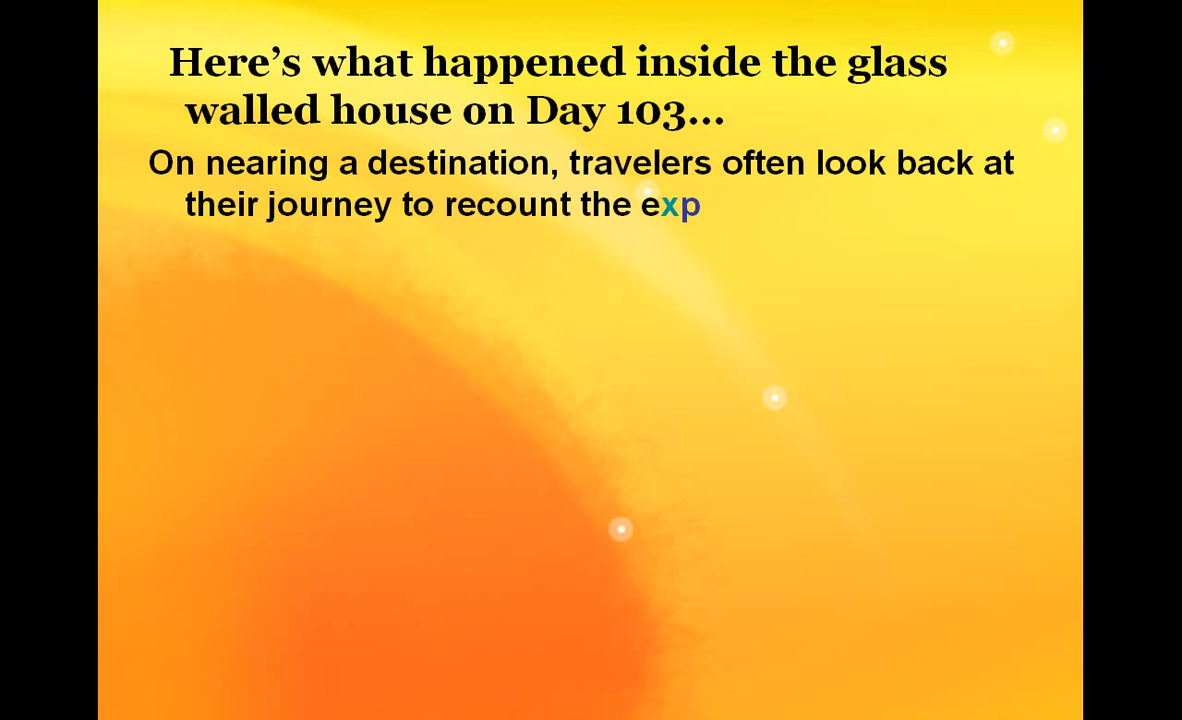 Here’s what happened inside the glass
walled house on Day 103...
On nearing a destination, travelers often look back at
their journey to recount the exp